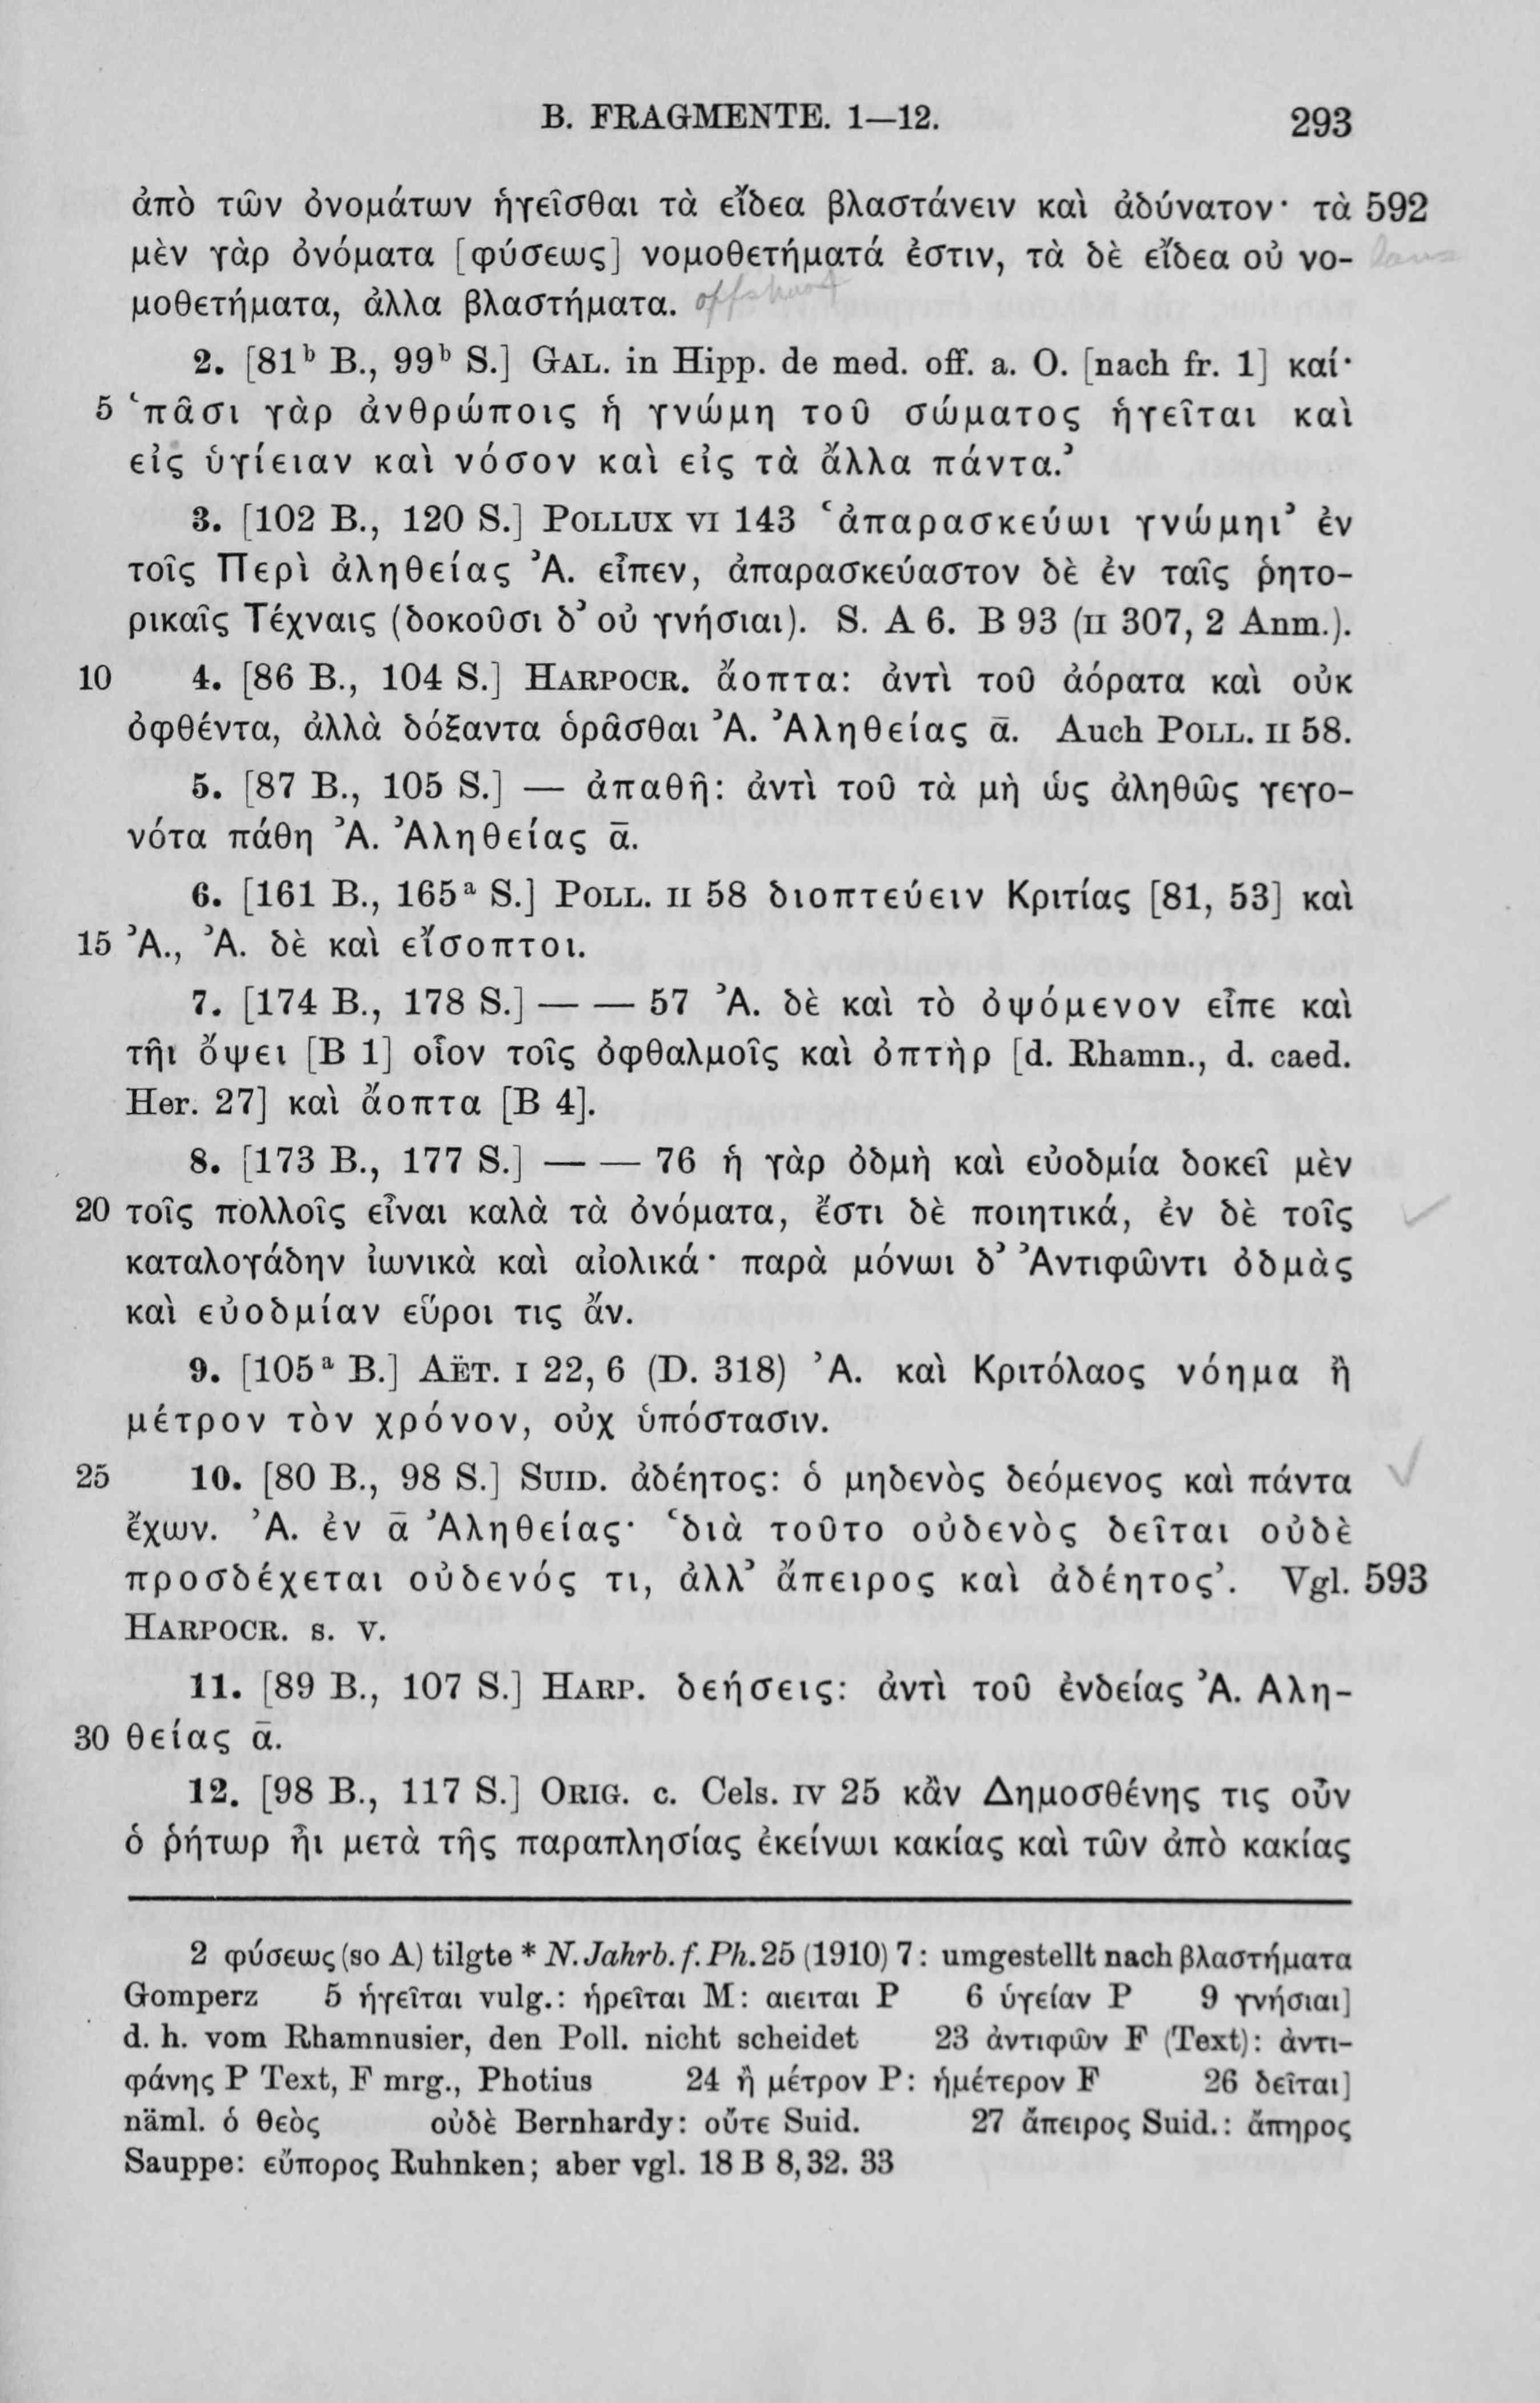 B. FRAGMENTE. 1—12. 293
ἀπὸ τῶν ὀνομάτων ἡγεῖσθαι τὰ εἴδεα βλαστάνειν καὶ ἀδύνατον· τὰ 592
μὲν γὰρ ὀνόματα [φύσεως] νομοθετήματά ἐστιν, τὰ δὲ εἴδεα οὐ νο-
μοθετήματα, ἀλλα βλαστήματα. offshoot
2. [81ᵇ B., 99ᵇ S.] GAL. in Hipp. de med. off. a. O. [nach fr. 1] καί·
5 ‘πᾶσι γὰρ ἀνθρώποις ἡ γνώμη τοῦ σώματος ἡγεῖται καὶ
εἰς ὑγίειαν καὶ νόσον καὶ εἰς τὰ ἄλλα πάντα.’
3. [102 B., 120 S.] POLLUX VI 143 ‘ἀπαρασκεύωι γνώμηι’ ἐν
τοῖς Περὶ ἀληθείας Ἀ. εἶπεν, ἀπαρασκεύαστον δὲ ἐν ταῖς ῥητο-
ρικαῖς Τέχναις (δοκοῦσι δ’ οὐ γνήσιαι). S. A 6. B 93 (II 307, 2 Anm.).
10 4. [86 B., 104 S.] HARPOCR. ἄοπτα: ἀντὶ τοῦ ἀόρατα καὶ οὐκ
ὀφθέντα, ἀλλὰ δόξαντα ὁρᾶσθαι Ἀ. Ἀληθείας ᾱ. Auch POLL. II 58.
5. [87 B., 105 S.] — ἀπαθῆ: ἀντὶ τοῦ τὰ μὴ ὡς ἀληθῶς γεγο-
νότα πάθη Ἀ. Ἀληθείας ᾱ.
6. [161 B., 165ᵃ S.] POLL. II 58 διοπτεύειν Κριτίας [81, 53] καὶ
15 Ἀ., Ἀ. δὲ καὶ εἴσοπτοι.
7. [174 B., 178 S.] — — 57 Ἀ. δὲ καὶ τὸ ὀψόμενον εἶπε καὶ
τῆι ὄψει [B 1] οἷον τοῖς ὀφθαλμοῖς καὶ ὀπτὴρ [d. Rhamn., d. caed.
Her. 27] καὶ ἄοπτα [B 4].
8. [173 B., 177 S.] — — 76 ἡ γὰρ ὀδμὴ καὶ εὐοδμία δοκεῖ μὲν
20 τοῖς πολλοῖς εἶναι καλὰ τὰ ὀνόματα, ἔστι δὲ ποιητικά, ἐν δὲ τοῖς
καταλογάδην ἰωνικὰ καὶ αἰολικά· παρὰ μόνωι δ’ Ἀντιφῶντι ὀδμὰς
καὶ εὐοδμίαν εὕροι τις ἄν.
9. [105ᵃ B.] AËT. I 22, 6 (D. 318) Ἀ. καὶ Κριτόλαος νόημα ἢ
μέτρον τὸν χρόνον, οὐχ ὑπόστασιν.
25 10. [80 B., 98 S.] SUID. ἀδέητος: ὁ μηδενὸς δεόμενος καὶ πάντα
ἔχων. Ἀ. ἐν ᾱ Ἀληθείας· ‘διὰ τοῦτο οὐδενὸς δεῖται οὐδὲ
προσδέχεται οὐδενός τι, ἀλλ’ ἄπειρος καὶ ἀδέητος’. Vgl. 593
HARPOCR. s. v.
11. [89 B., 107 S.] HARP. δεήσεις: ἀντὶ τοῦ ἐνδείας Ἀ. Αλη-
30 θείας ᾱ.
12. [98 B., 117 S.] ORIG. c. Cels. IV 25 κἂν Δημοσθένης τις οὖν
ὁ ῥήτωρ ἦι μετὰ τῆς παραπλησίας ἐκείνωι κακίας καὶ τῶν ἀπὸ κακίας
2 φύσεως (so A) tilgte * N. Jahrb. f. Ph. 25 (1910) 7: umgestellt nach βλαστήματα
Gomperz 5 ἡγεῖται vulg.: ἡρεῖται M: αιειται P 6 ὑγείαν P 9 γνήσιαι]
d. h. vom Rhamnusier, den Poll. nicht scheidet 23 ἀντιφῶν F (Text): ἀντι-
φάνης P Text, F mrg., Photius 24 ἢ μέτρον P: ἡμέτερον F 26 δεῖται]
näml. ὁ θεὸς οὐδὲ Bernhardy: οὔτε Suid. 27 ἄπειρος Suid.: ἄπηρος
Sauppe: εὔπορος Ruhnken; aber vgl. 18 B 8, 32. 33